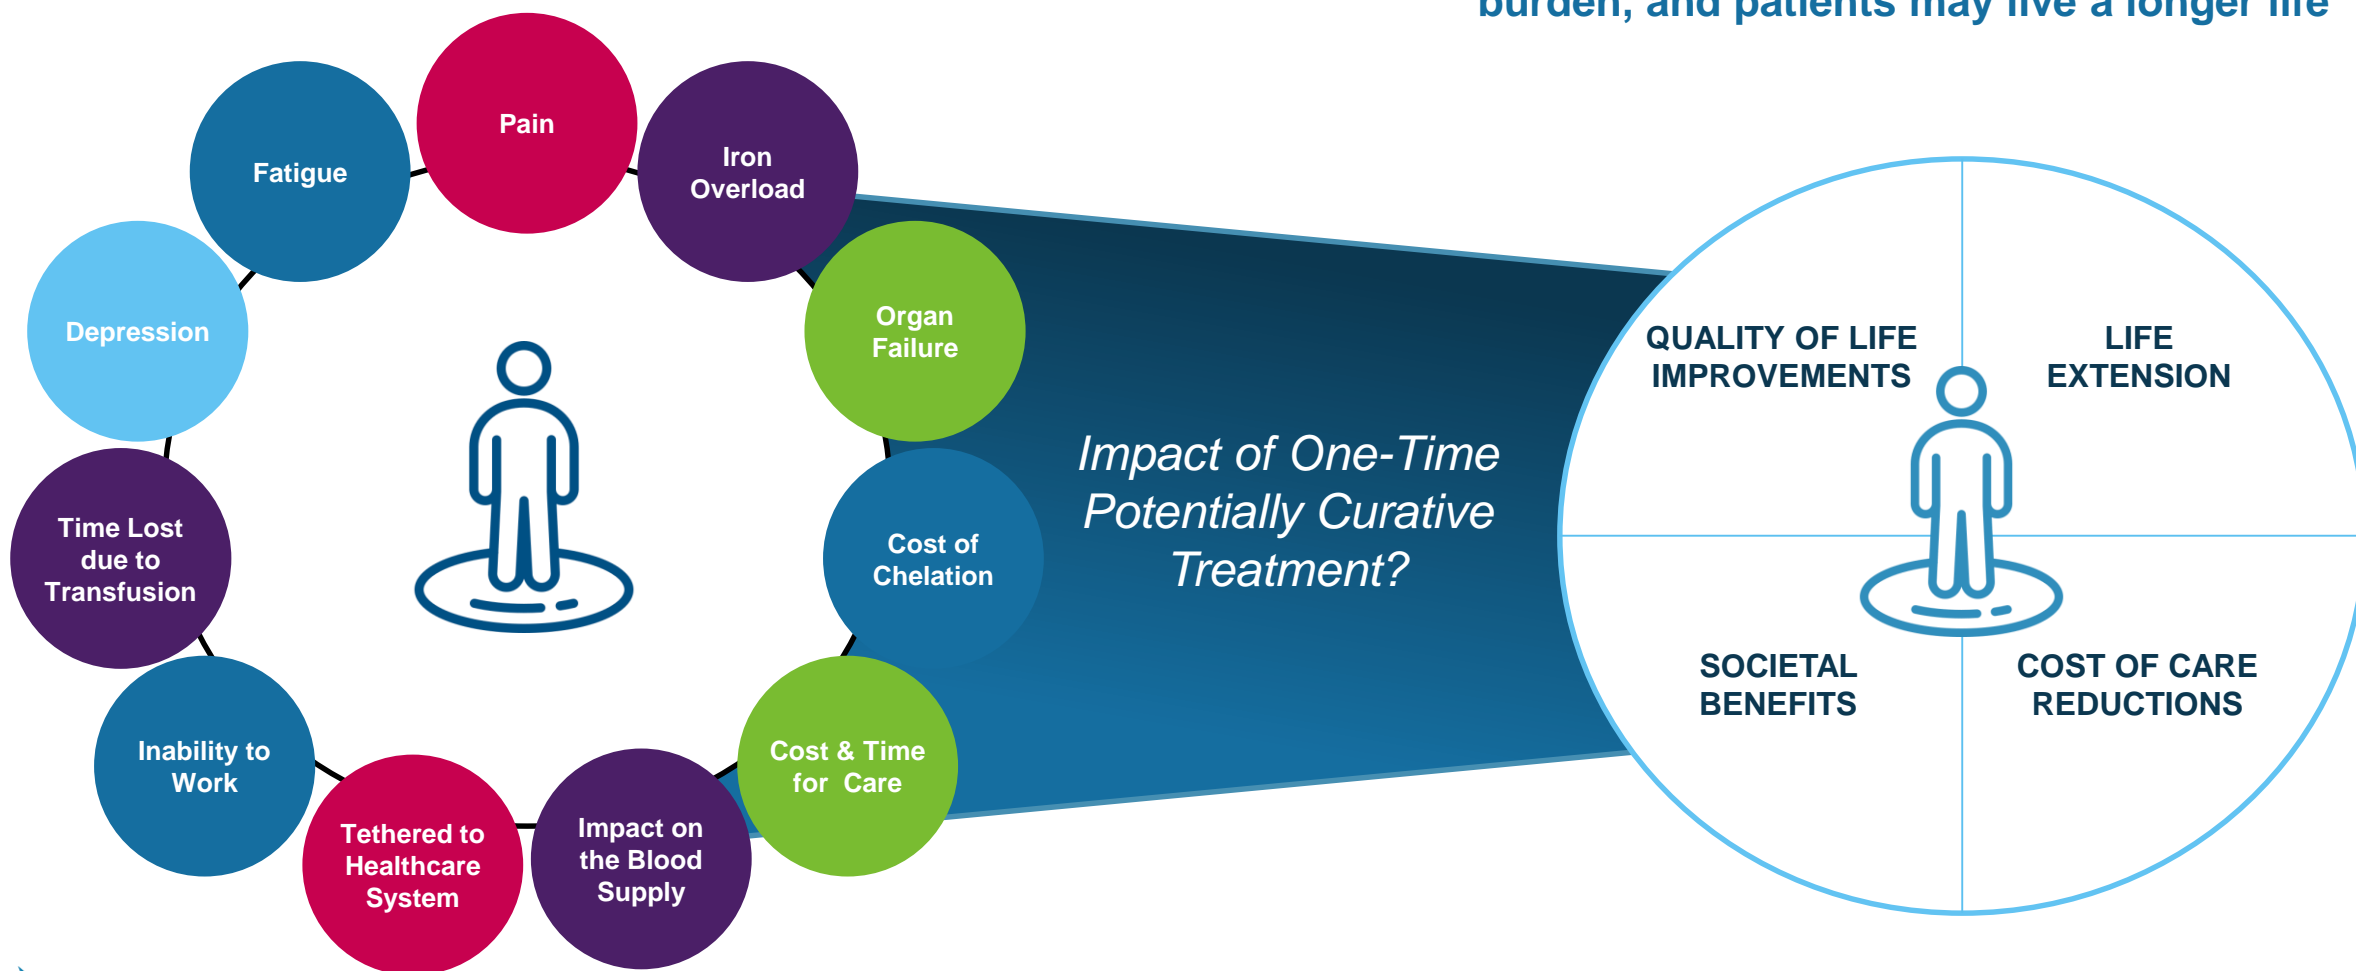 burden, and patients may live a longer life
Pain
Fatigue
Iron
Overload
Depression
Organ
Failure
Time Lost
due to
Transfusion
Cost of
Chelation
Inability to
Work
Cost & Time
for  Care
Tethered to
Healthcare
System
Impact on
the Blood
Supply
Impact of One-Time
Potentially Curative
Treatment?
QUALITY OF LIFE
IMPROVEMENTS
LIFE
EXTENSION
SOCIETAL
BENEFITS
COST OF CARE
REDUCTIONS